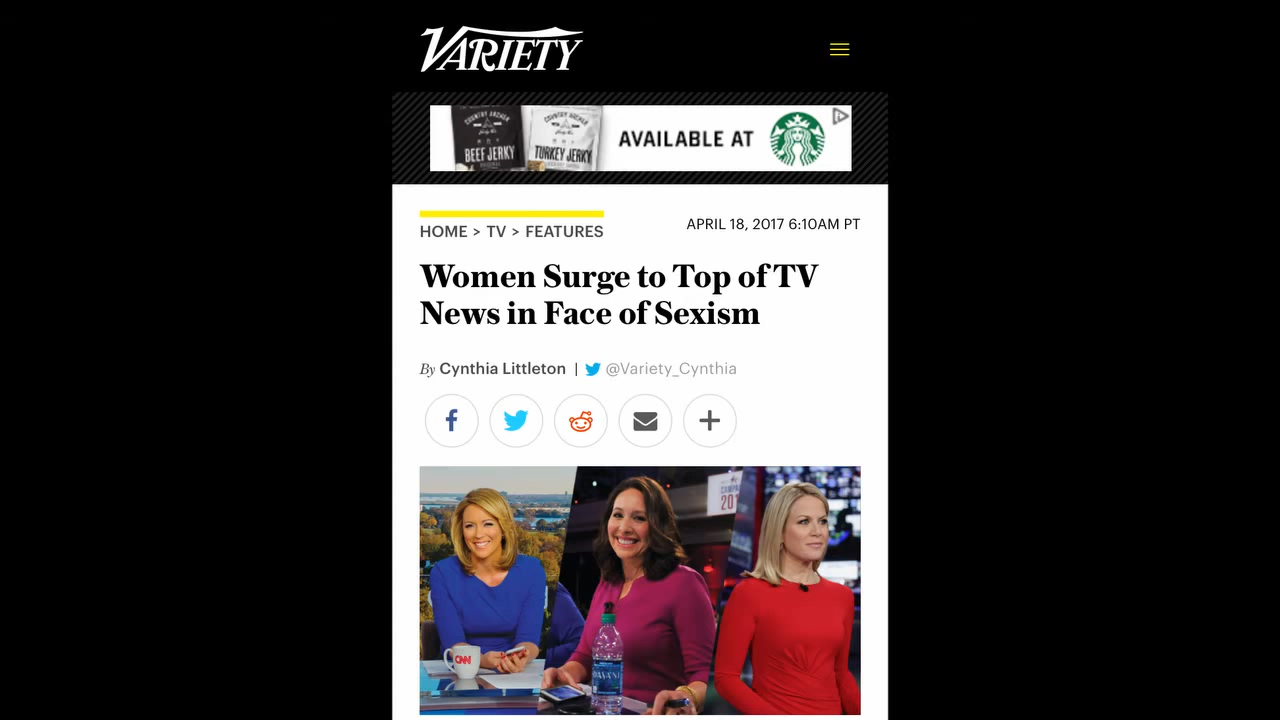 VARIETY
COUNTRY ARCHER
BEEF JERKY
COUNTRY ARCHER
TURKEY JERKY
AVAILABLE AT
HOME > TV > FEATURES
APRIL 18, 2017 6:10AM PT
Women Surge to Top of TV
News in Face of Sexism
By Cynthia Littleton | @Variety_Cynthia
CNN
DASANI